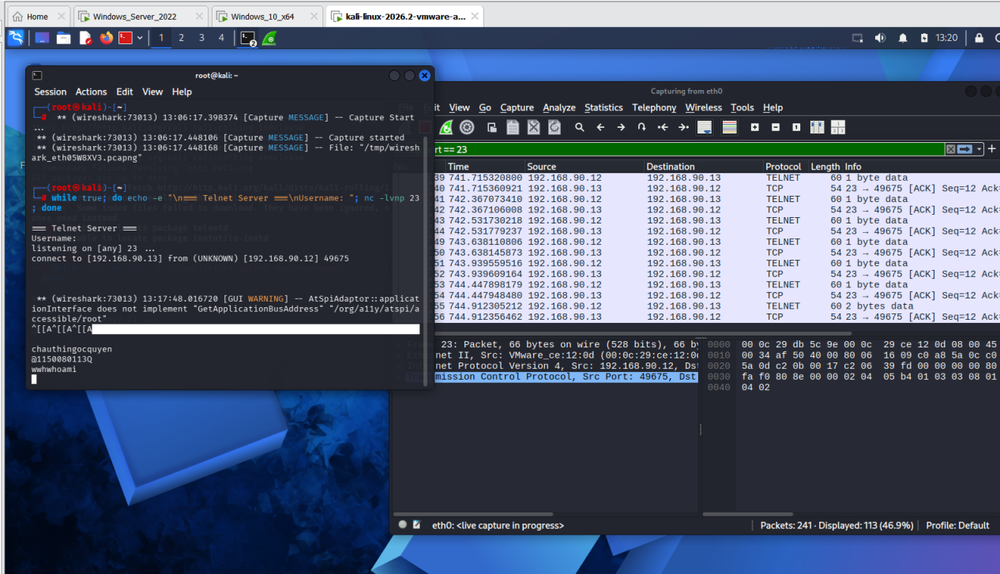 Home
Windows_Server_2022
Windows_10_x64
kali-linux-2026.2-vmware-a...
1 2 3 4
2
13:20
root@kali: ~
Session Actions Edit View Help
┌──(root㉿kali)-[~]
└─# ** (wireshark:73013) 13:06:17.398374 [Capture MESSAGE] -- Capture Start
...
** (wireshark:73013) 13:06:17.448106 [Capture MESSAGE] -- Capture started
** (wireshark:73013) 13:06:17.448168 [Capture MESSAGE] -- File: "/tmp/wiresh
ark_eth05W8XV3.pcapng"
┌──(root㉿kali)-[~]
└─# while true; do echo -e "\n=== Telnet Server ===\nUsername: "; nc -lvnp 23
; done
=== Telnet Server ===
Username:
listening on [any] 23 ...
connect to [192.168.90.13] from (UNKNOWN) [192.168.90.12] 49675
** (wireshark:73013) 13:17:48.016720 [GUI WARNING] -- AtSpiAdaptor::applicat
ionInterface does not implement "GetApplicationBusAddress" "/org/a11y/atspi/a
ccessible/root"
^[[A^[[A^[[A
chauthingocquyen
@1150080113Q
wwhwhoami
Capturing from eth0
File it View Go Capture Analyze Statistics Telephony Wireless Tools Help
rt == 23
No. Time Source Destination Protocol Length Info
39 741.715320800 192.168.90.12 192.168.90.13 TELNET 60 1 byte data
40 741.715360921 192.168.90.13 192.168.90.12 TCP 54 23 → 49675 [ACK] Seq=12 Ack=
41 742.367073410 192.168.90.12 192.168.90.13 TELNET 60 1 byte data
42 742.367106008 192.168.90.13 192.168.90.12 TCP 54 23 → 49675 [ACK] Seq=12 Ack=
43 742.531730218 192.168.90.12 192.168.90.13 TELNET 60 1 byte data
44 742.531779237 192.168.90.13 192.168.90.12 TCP 54 23 → 49675 [ACK] Seq=12 Ack=
49 743.638110806 192.168.90.12 192.168.90.13 TELNET 60 1 byte data
50 743.638145873 192.168.90.13 192.168.90.12 TCP 54 23 → 49675 [ACK] Seq=12 Ack=
51 743.939559516 192.168.90.12 192.168.90.13 TELNET 60 1 byte data
52 743.939609164 192.168.90.13 192.168.90.12 TCP 54 23 → 49675 [ACK] Seq=12 Ack=
53 744.447898179 192.168.90.12 192.168.90.13 TELNET 60 1 byte data
54 744.447948480 192.168.90.13 192.168.90.12 TCP 54 23 → 49675 [ACK] Seq=12 Ack=
55 744.912305212 192.168.90.12 192.168.90.13 TELNET 60 2 bytes data
56 744.912356462 192.168.90.13 192.168.90.12 TCP 54 23 → 49675 [ACK] Seq=12 Ack=
23: Packet, 66 bytes on wire (528 bits), 66 by
net II, Src: VMware_ce:12:0d (00:0c:29:ce:12:0d
net Protocol Version 4, Src: 192.168.90.12, Dst
mission Control Protocol, Src Port: 49675, Dst
0000 00 0c 29 db 5c 9e 00 0c 29 ce 12 0d 08 00 45
0010 00 34 af 50 40 00 80 06 16 09 c0 a8 5a 0c c0
0020 5a 0d c2 0b 00 17 c2 06 39 fd 00 00 00 00 80
0030 fa f0 80 8e 00 00 02 04 05 b4 01 03 03 08 01
0040 04 02
eth0: <live capture in progress>
Packets: 241 · Displayed: 113 (46.9%)
Profile: Default